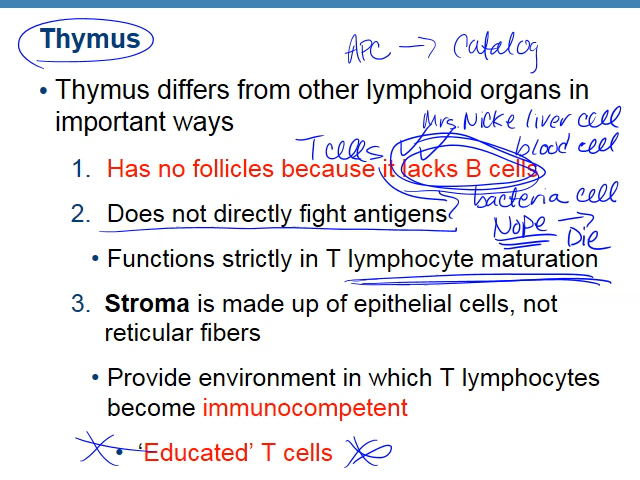 Thymus
APC → Catalog
• Thymus differs from other lymphoid organs in
important ways
Mrs. Nicke liver cell
blood cell
T cells
1. Has no follicles because it lacks B cells
bacteria cell
2. Does not directly fight antigens
Nope → Die
• Functions strictly in T lymphocyte maturation
3. Stroma is made up of epithelial cells, not
reticular fibers
• Provide environment in which T lymphocytes
become immunocompetent
• ‘Educated’ T cells